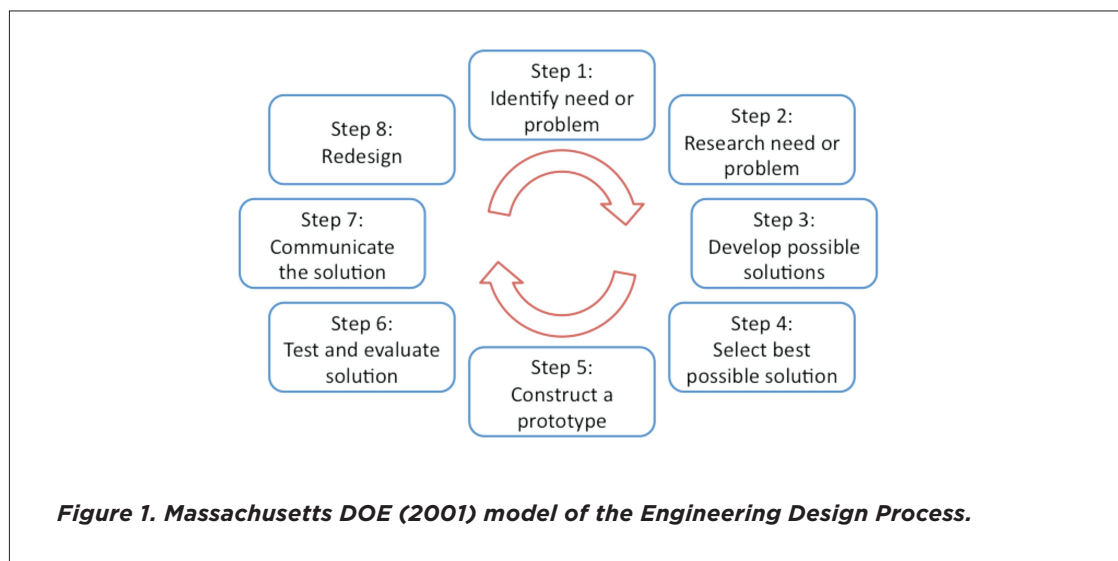 Step 1:
Identify need or
problem
Step 2:
Research need or
problem
Step 3:
Develop possible
solutions
Step 4:
Select best
possible solution
Step 5:
Construct a
prototype
Step 6:
Test and evaluate
solution
Step 7:
Communicate
the solution
Step 8:
Redesign
Figure 1. Massachusetts DOE (2001) model of the Engineering Design Process.